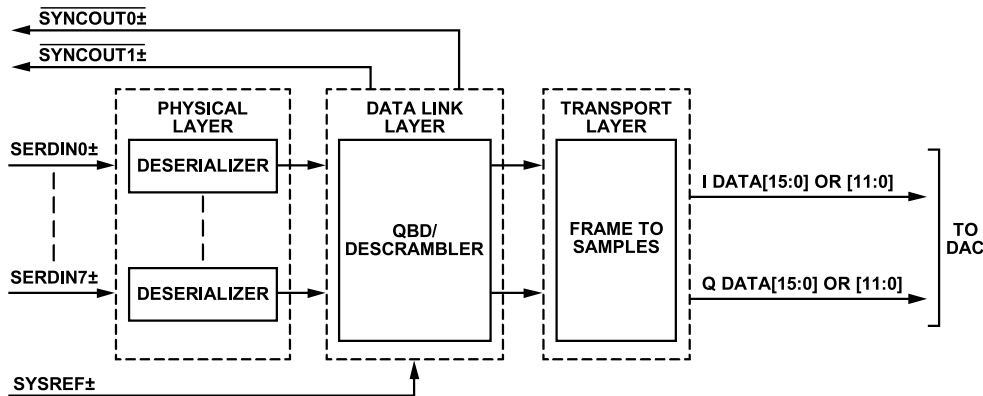 SYNCOUT0±
SYNCOUT1±
PHYSICAL
LAYER
DATA LINK
LAYER
TRANSPORT
LAYER
SERDIN0±
DESERIALIZER
QBD/
DESCRAMBLER
FRAME TO
SAMPLES
I DATA[15:0] OR [11:0]
TO
DAC
SERDIN7±
DESERIALIZER
Q DATA[15:0] OR [11:0]
SYSREF±